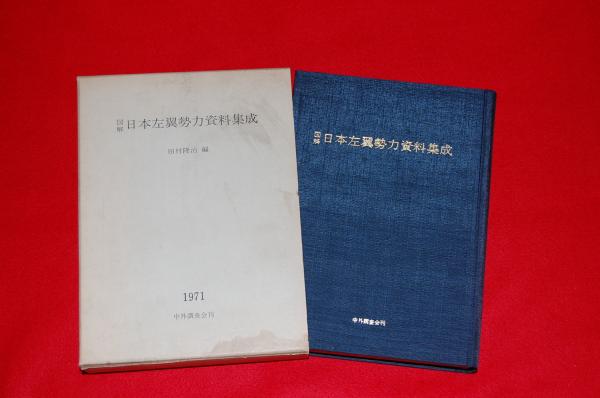 図解 日本左翼勢力資料集成
田村隆治 編
1971
中外調査会刊
図解 日本左翼勢力資料集成
中外調査会刊